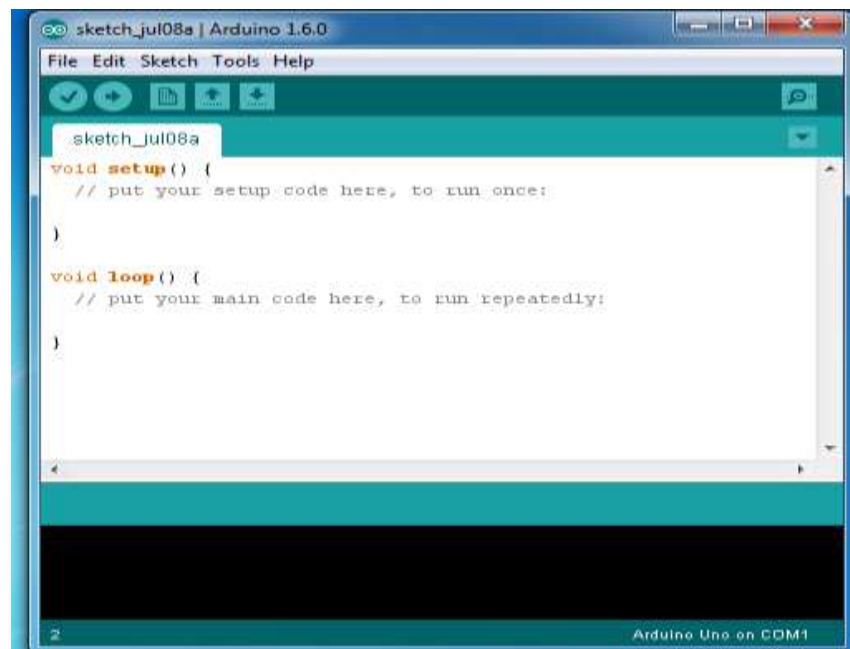 sketch_jul08a | Arduino 1.6.0
File Edit Sketch Tools Help
sketch_jul08a
void setup() {
  // put your setup code here, to run once:
}
void loop() {
  // put your main code here, to run repeatedly:
}
2
Arduino Uno on COM1